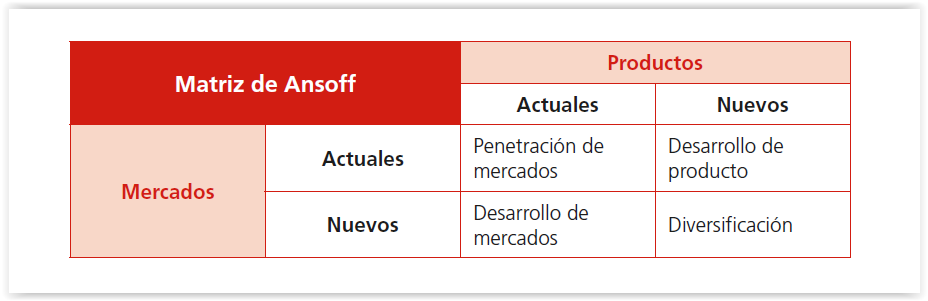 Matriz de Ansoff
Productos
Actuales
Nuevos
Mercados
Actuales
Penetración de
mercados
Desarrollo de
producto
Nuevos
Desarrollo de
mercados
Diversificación